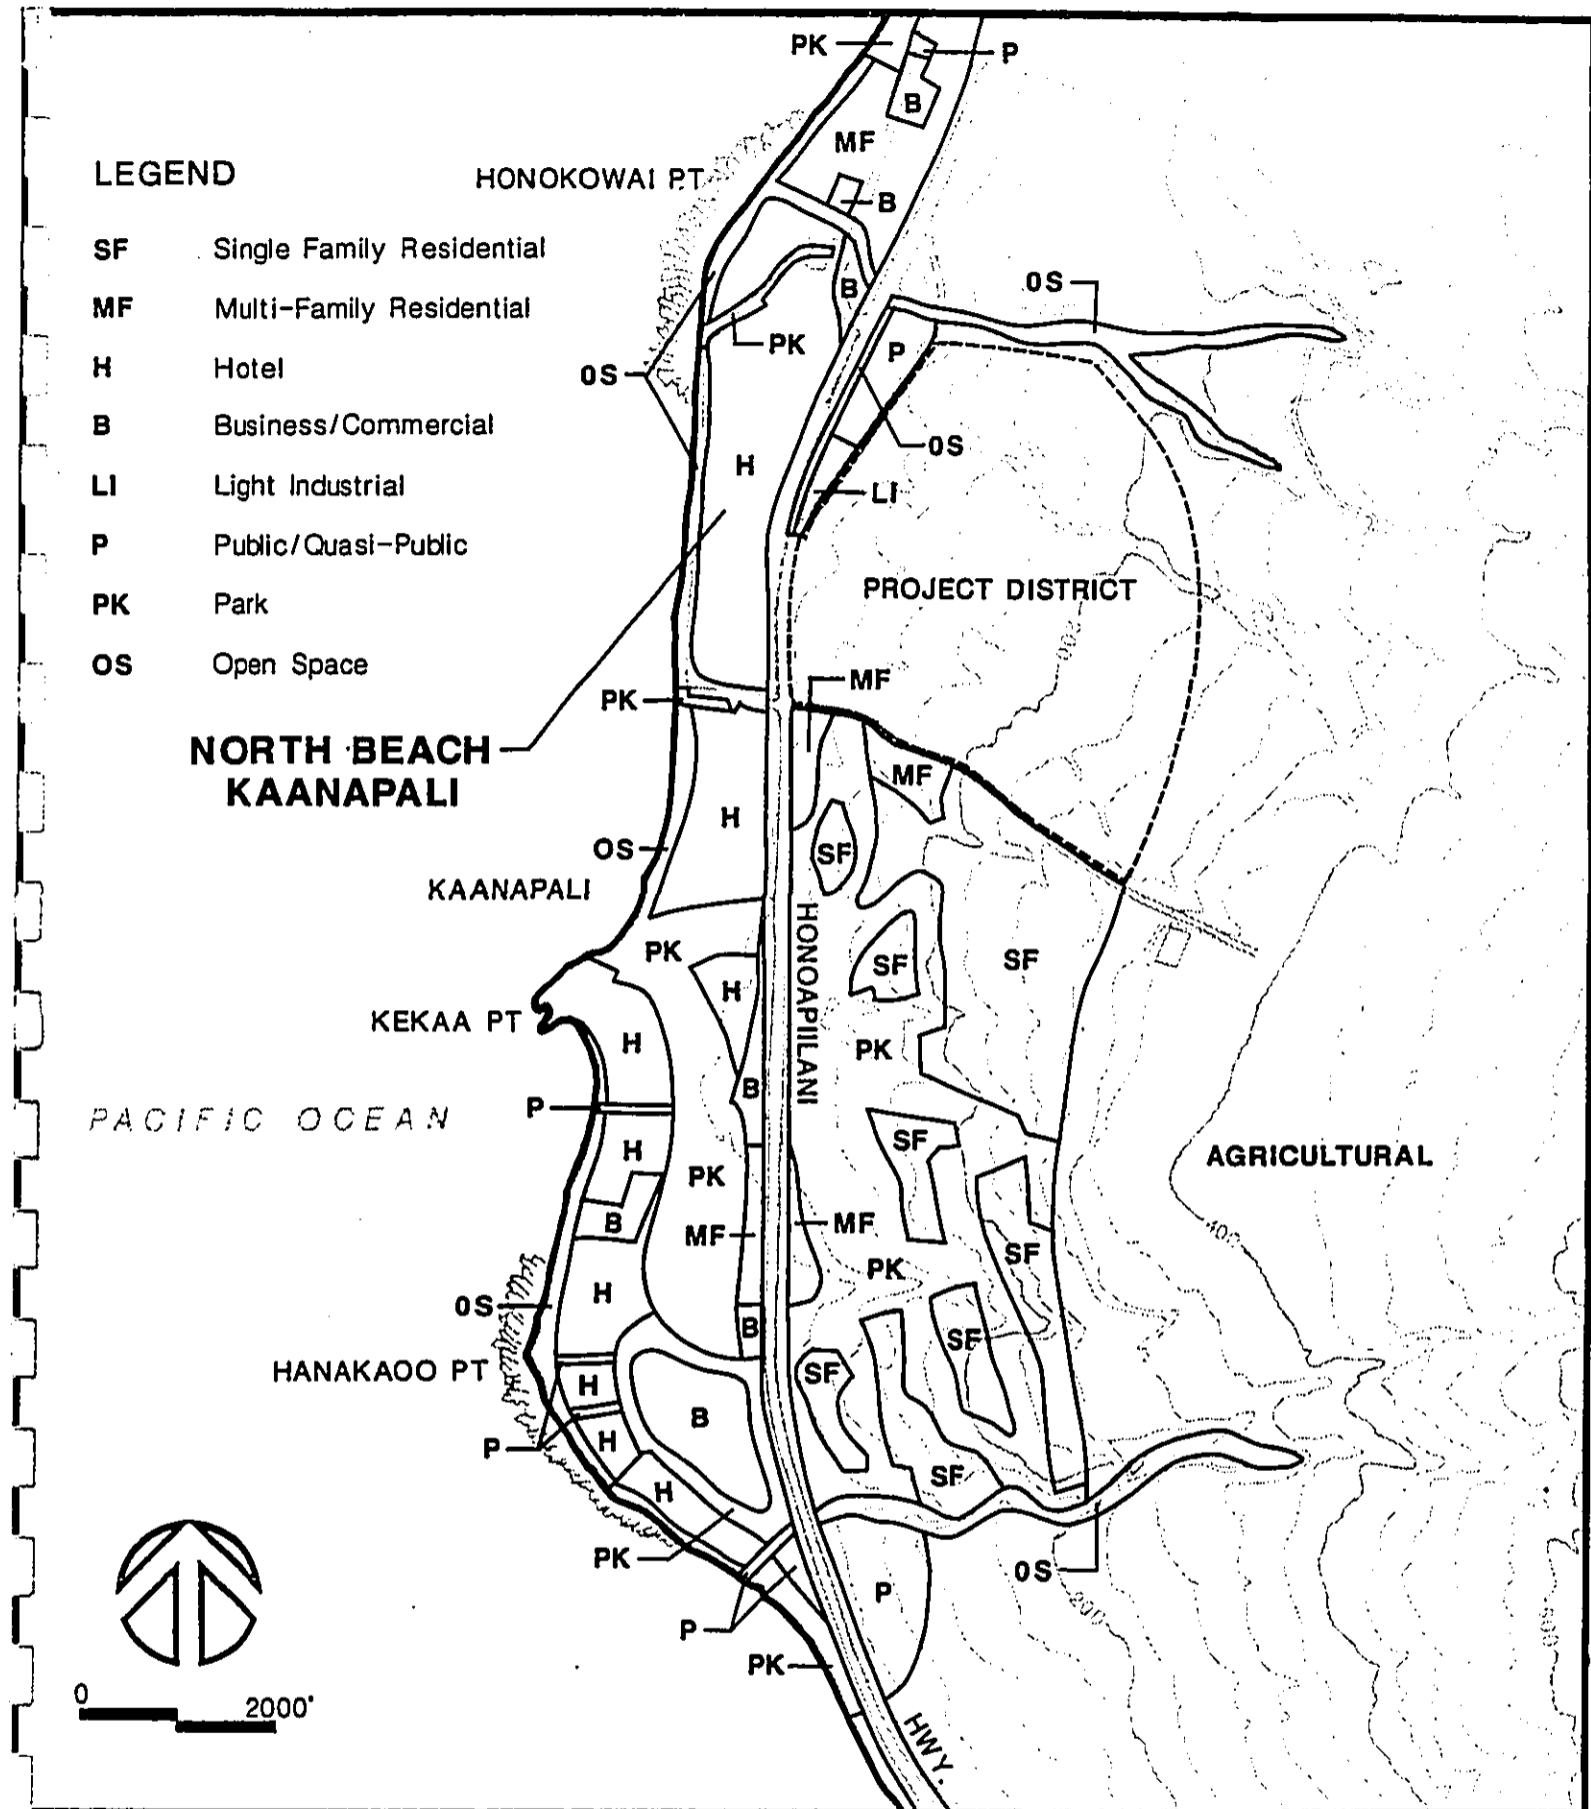 PK
P
B
MF
LEGEND
HONOKOWAI PT
B
SF Single Family Residential
MF Multi-Family Residential
H Hotel
B Business/Commercial
LI Light Industrial
P Public/Quasi-Public
PK Park
OS Open Space
B
OS
PK
P
OS
OS
H
LI
PROJECT DISTRICT
MF
PK
NORTH BEACH
KAANAPALI
MF
H
OS
SF
KAANAPALI
PK
SF
SF
H
HONOAPIILANI
KEKAA PT
H
PK
B
P
PACIFIC OCEAN
H
SF
AGRICULTURAL
PK
B
MF
MF
400
SF
PK
H
OS
B
SF
HANAKAOO PT
SF
H
B
P
H
SF
H
PK
OS
P
200
P
PK
0 2000'
HWY.